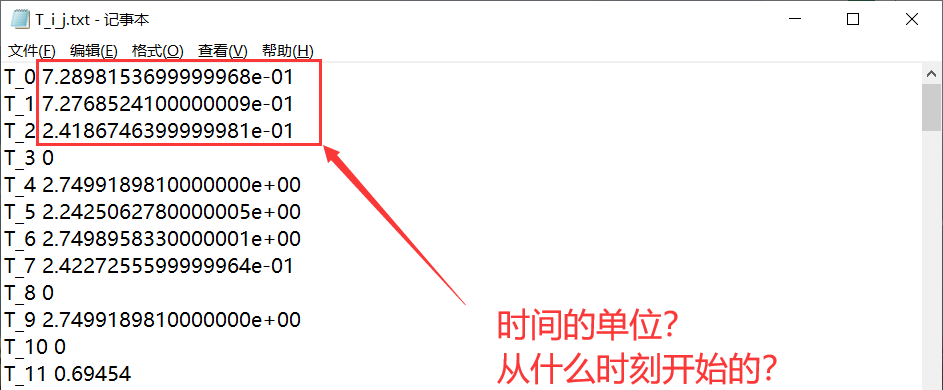 T_i_j.txt - 记事本
文件(F) 编辑(E) 格式(O) 查看(V) 帮助(H)
T_0 7.2898153699999968e-01
T_1 7.2768524100000009e-01
T_2 2.4186746399999981e-01
T_3 0
T_4 2.7499189810000000e+00
T_5 2.2425062780000005e+00
T_6 2.7498958330000001e+00
T_7 2.4227255599999964e-01
T_8 0
T_9 2.7499189810000000e+00
T_10 0
T_11 0.69454
时间的单位？
从什么时刻开始的？